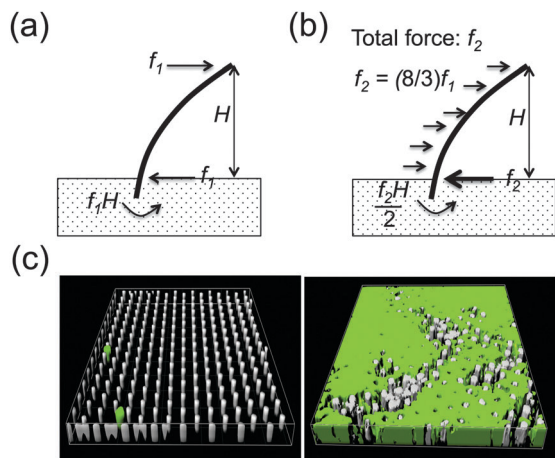 (a)
f₁
H
f₁
f₁H
(b)
Total force: f₂
f₂ = (8/3)f₁
H
f₂
f₂H
2
(c)